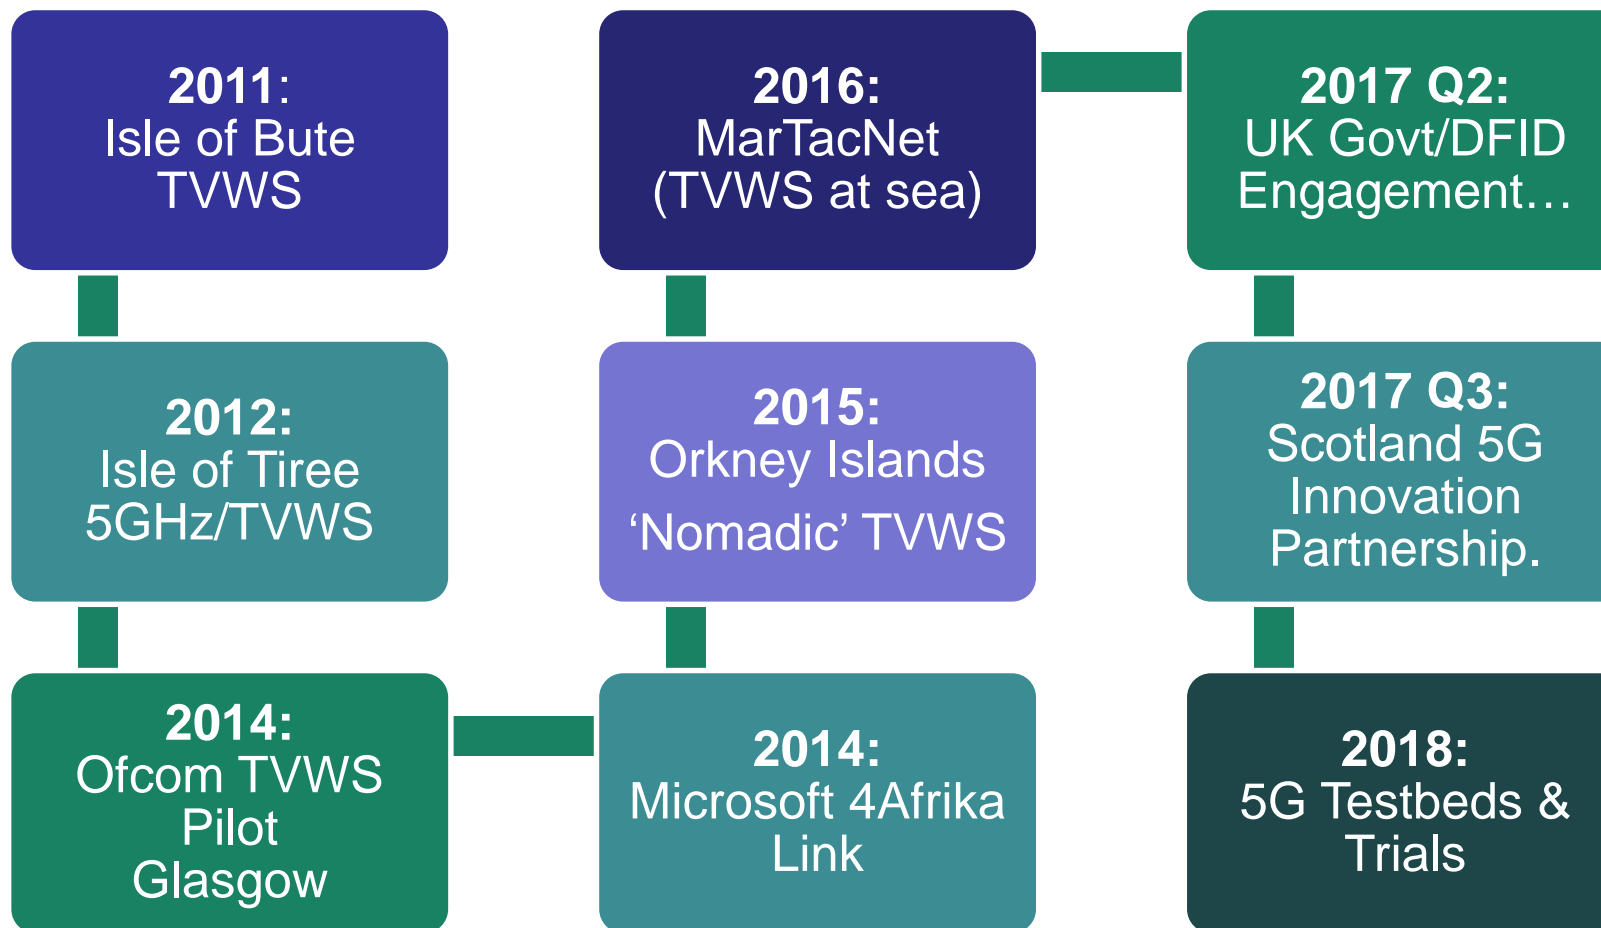 2011:
Isle of Bute
TVWS
2012:
Isle of Tiree
5GHz/TVWS
2014:
Ofcom TVWS
Pilot
Glasgow
2014:
Microsoft 4Afrika
Link
2015:
Orkney Islands
‘Nomadic’ TVWS
2016:
MarTacNet
(TVWS at sea)
2017 Q2:
UK Govt/DFID
Engagement…
2017 Q3:
Scotland 5G
Innovation
Partnership.
2018:
5G Testbeds &
Trials